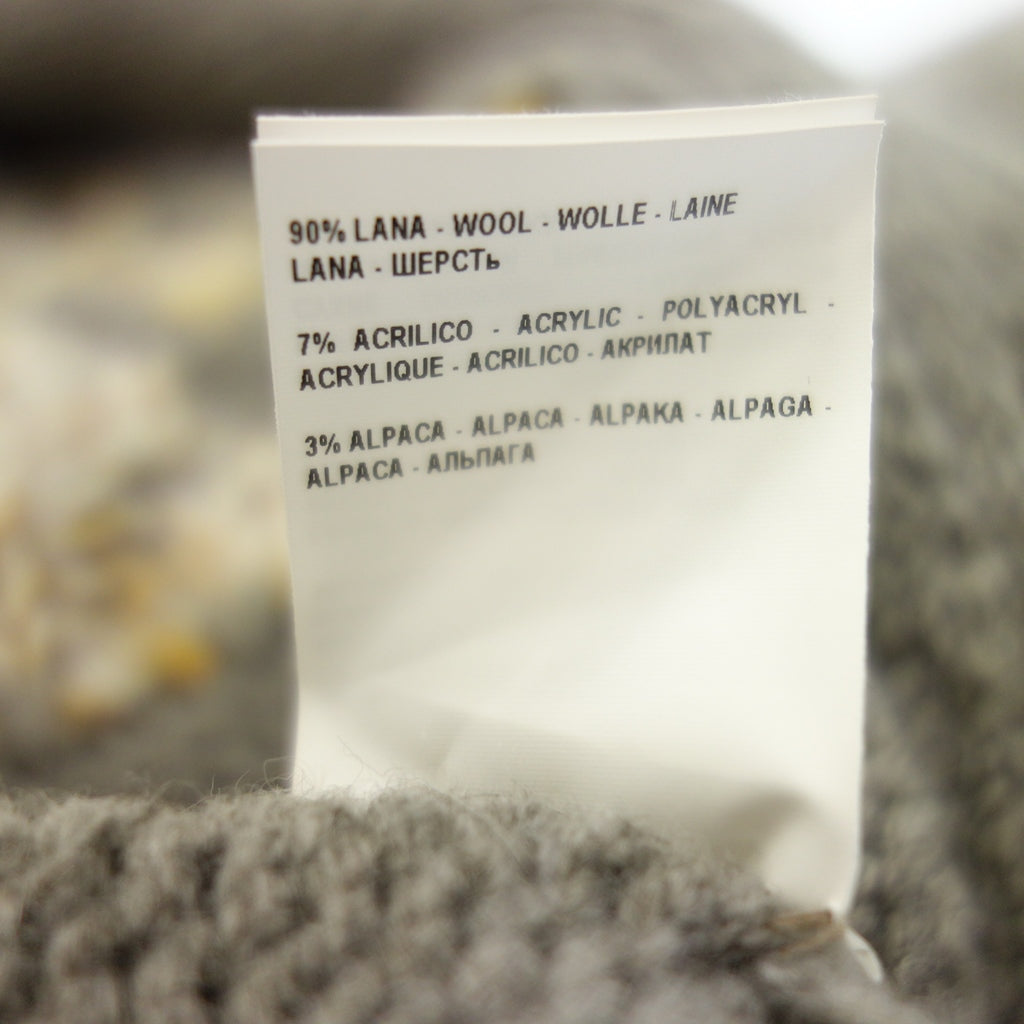 90% LANA - WOOL - WOLLE - LAINE
LANA - ШЕРСТЬ
7% ACRILICO - ACRYLIC - POLYACRYL -
ACRYLIQUE - ACRILICO - АКРИЛАТ
3% ALPACA - ALPACA - ALPAKA - ALPAGA -
ALPACA - АЛЬПАГА